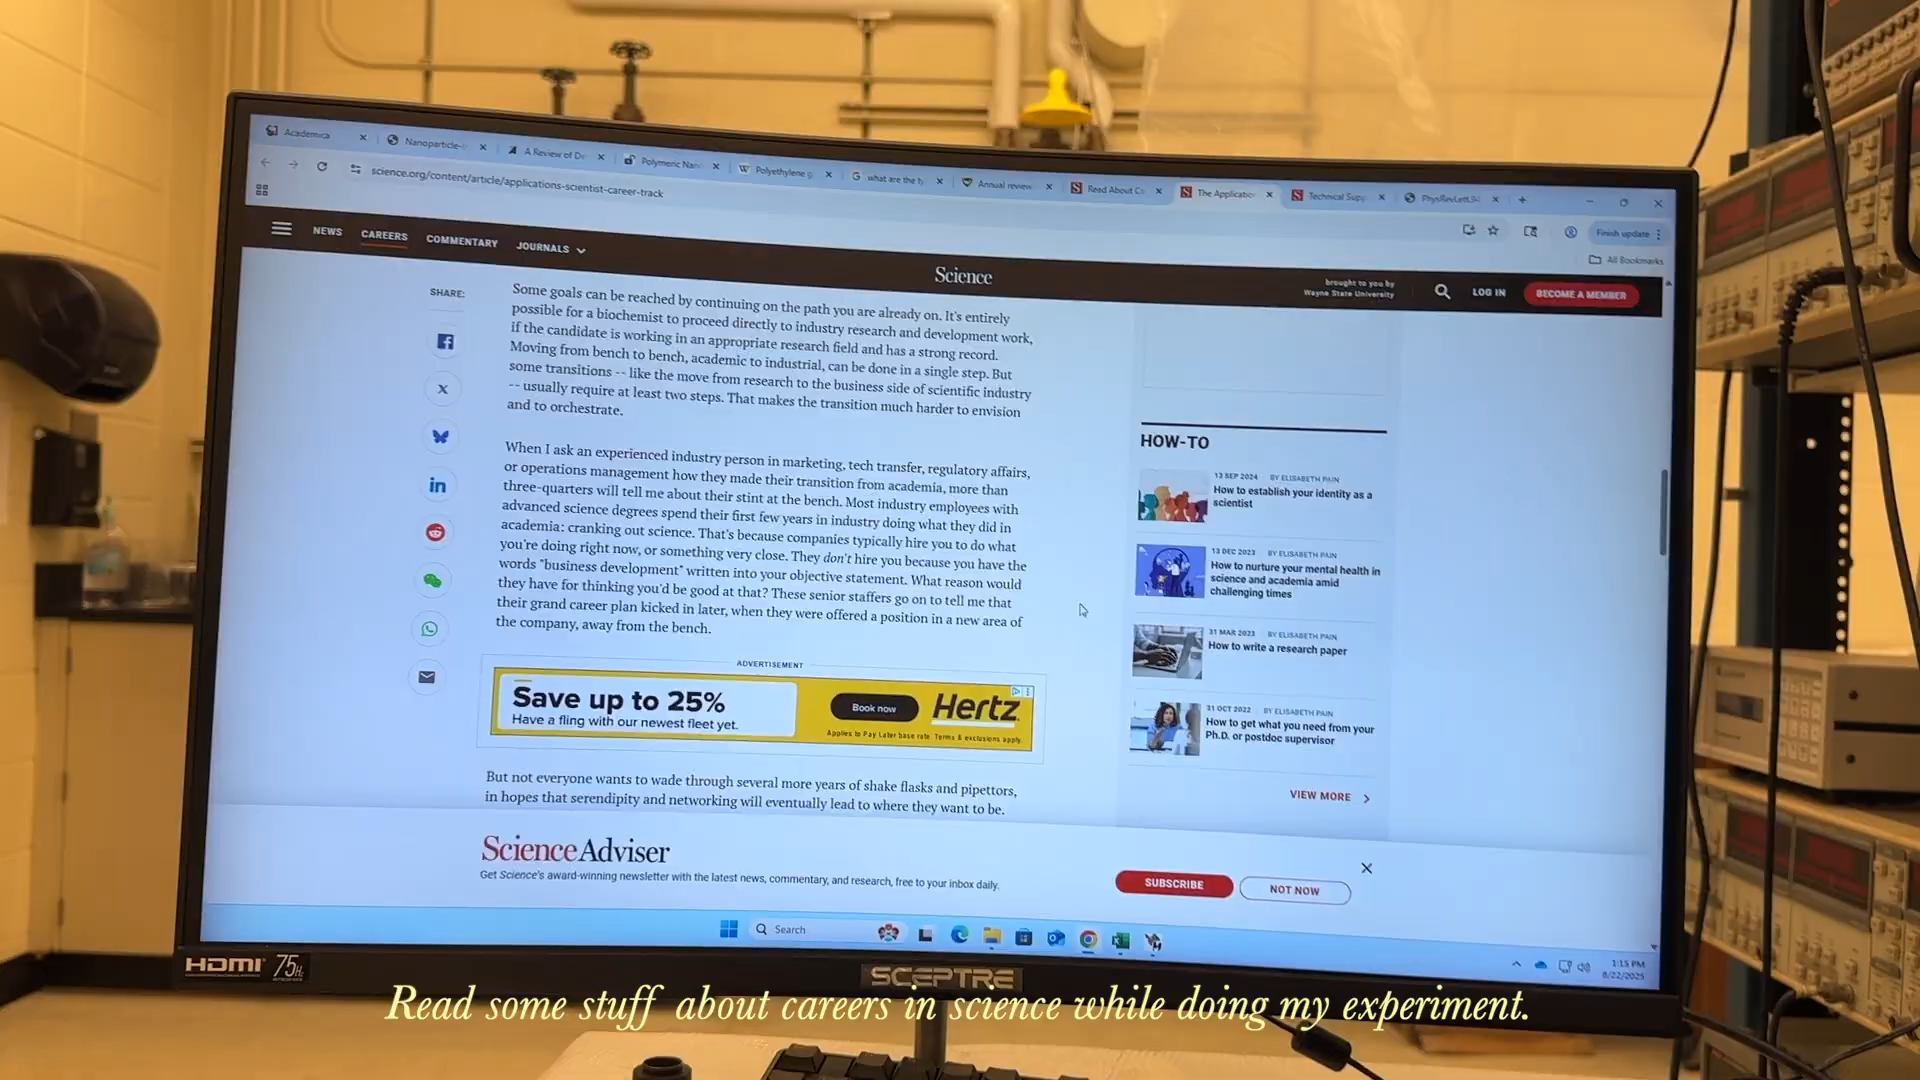 Academica
Nanoparticle-
A Review of De
Polymeric Nan
Polyethylene g
what are the ty
Annual review
Read About Ca
The Application
Technical Supp
PhysRevLett.94
science.org/content/article/applications-scientist-career-track
Finish update
All Bookmarks
NEWS
CAREERS
COMMENTARY
JOURNALS
Science
brought to you by
Wayne State University
LOG IN
BECOME A MEMBER
SHARE:
Some goals can be reached by continuing on the path you are already on. It's entirely
possible for a biochemist to proceed directly to industry research and development work,
if the candidate is working in an appropriate research field and has a strong record.
Moving from bench to bench, academic to industrial, can be done in a single step. But
some transitions -- like the move from research to the business side of scientific industry
-- usually require at least two steps. That makes the transition much harder to envision
and to orchestrate.
When I ask an experienced industry person in marketing, tech transfer, regulatory affairs,
or operations management how they made their transition from academia, more than
three-quarters will tell me about their stint at the bench. Most industry employees with
advanced science degrees spend their first few years in industry doing what they did in
academia: cranking out science. That's because companies typically hire you to do what
you're doing right now, or something very close. They don't hire you because you have the
words "business development" written into your objective statement. What reason would
they have for thinking you'd be good at that? These senior staffers go on to tell me that
their grand career plan kicked in later, when they were offered a position in a new area of
the company, away from the bench.
ADVERTISEMENT
Save up to 25%
Have a fling with our newest fleet yet.
Book now
Hertz.
Applies to Pay Later base rate. Terms & exclusions apply.
But not everyone wants to wade through several more years of shake flasks and pipettors,
in hopes that serendipity and networking will eventually lead to where they want to be.
HOW-TO
13 SEP 2024 BY ELISABETH PAIN
How to establish your identity as a
scientist
13 DEC 2023 BY ELISABETH PAIN
How to nurture your mental health in
science and academia amid
challenging times
31 MAR 2023 BY ELISABETH PAIN
How to write a research paper
31 OCT 2022 BY ELISABETH PAIN
How to get what you need from your
Ph.D. or postdoc supervisor
VIEW MORE
ScienceAdviser
Get Science's award-winning newsletter with the latest news, commentary, and research, free to your inbox daily.
SUBSCRIBE
NOT NOW
Search
1:15 PM
8/22/2025
HDMI 75Hz
SCEPTRE
Read some stuff about careers in science while doing my experiment.